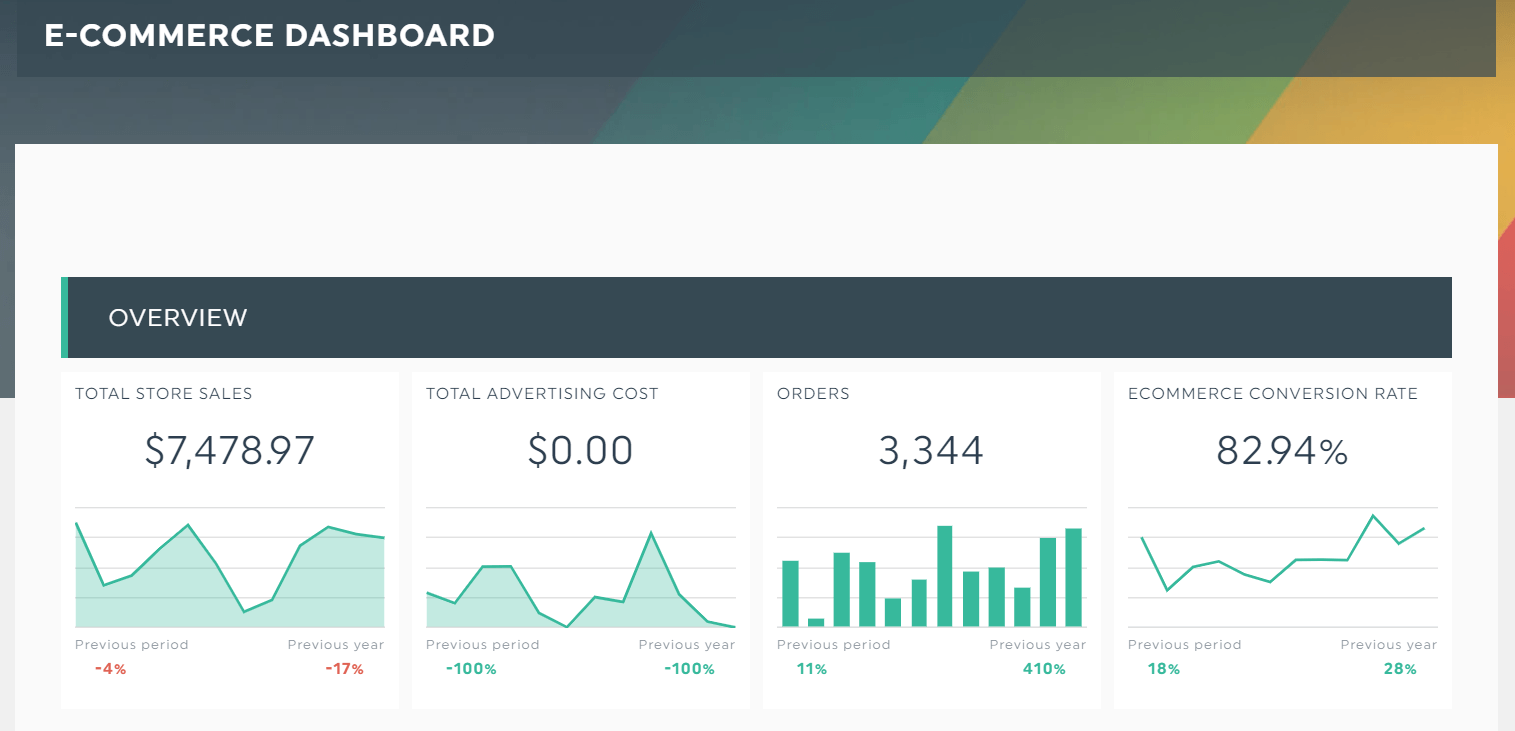 E-COMMERCE DASHBOARD
OVERVIEW
TOTAL STORE SALES
$7,478.97
Previous period Previous year
-4% -17%
TOTAL ADVERTISING COST
$0.00
Previous period Previous year
-100% -100%
ORDERS
3,344
Previous period Previous year
11% 410%
ECOMMERCE CONVERSION RATE
82.94%
Previous period Previous year
18% 28%